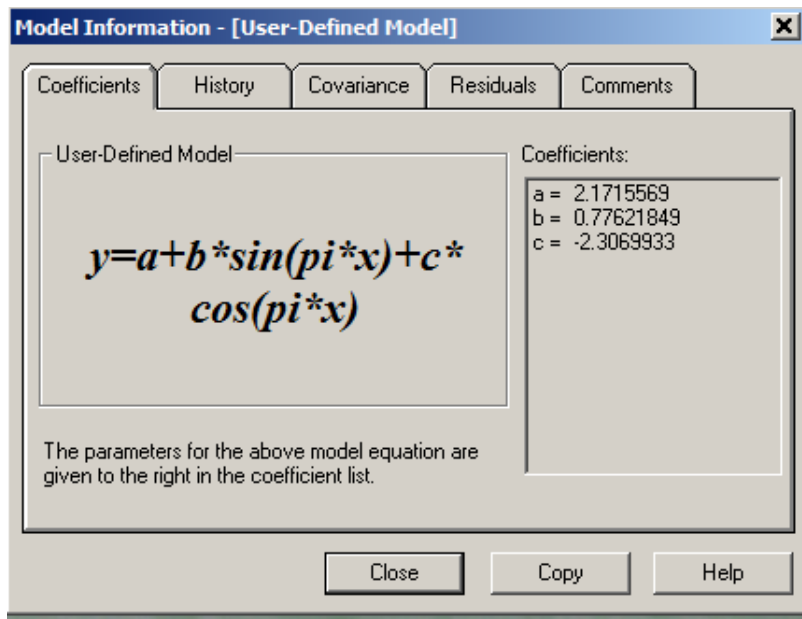 Model Information - [User-Defined Model]
Coefficients History Covariance Residuals Comments
User-Defined Model
y=a+b*sin(pi*x)+c*
cos(pi*x)
Coefficients:
a = 2.1715569
b = 0.77621849
c = -2.3069933
The parameters for the above model equation are
given to the right in the coefficient list.
Close Copy Help